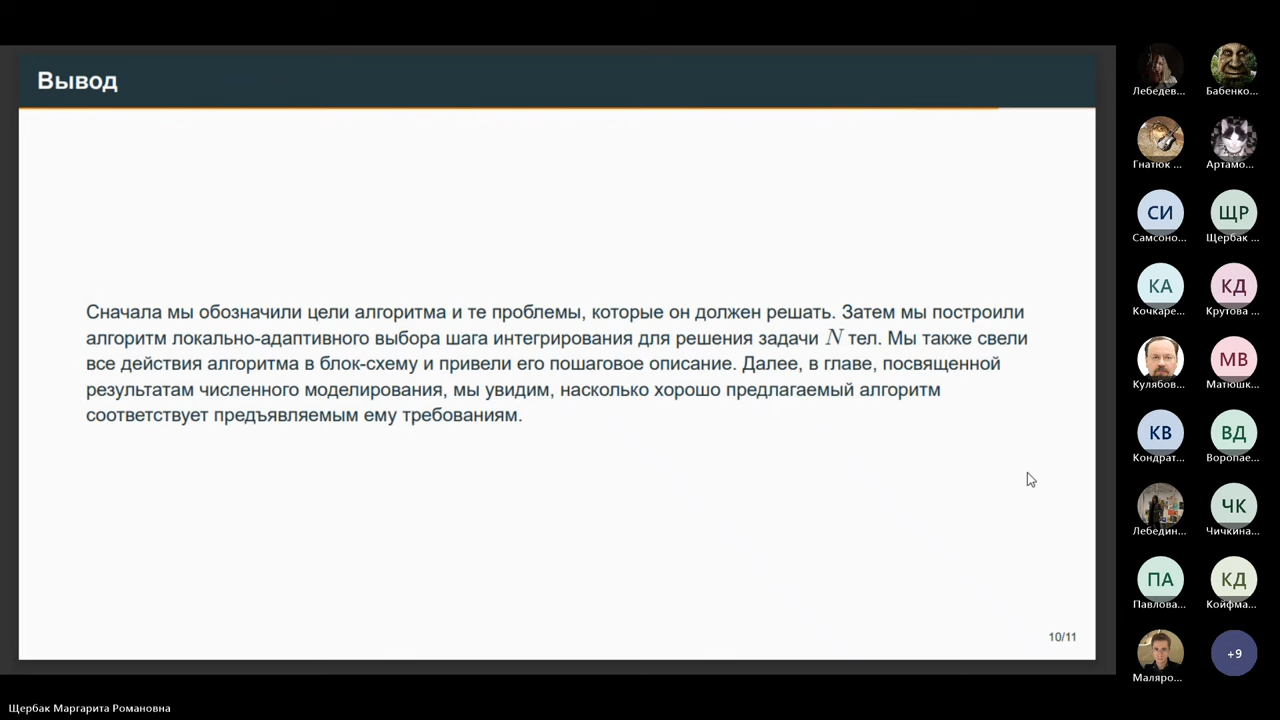 Вывод
Сначала мы обозначили цели алгоритма и те проблемы, которые он должен решать. Затем мы построили
алгоритм локально-адаптивного выбора шага интегрирования для решения задачи N тел. Мы также свели
все действия алгоритма в блок-схему и привели его пошаговое описание. Далее, в главе, посвященной
результатам численного моделирования, мы увидим, насколько хорошо предлагаемый алгоритм
соответствует предъявляемым ему требованиям.
10/11
Лебедев...
Бабенко...
Гнатюк ...
Артамо...
СИ
ЩР
Самсоно...
Щербак ...
КА
КД
Кочкаре...
Крутова ...
МВ
Кулябов...
Матюшк...
КВ
ВД
Кондрат...
Воропае...
ЧК
Лебедин...
Чичкина...
ПА
КД
Павлова...
Койфма...
+9
Маляро...
Щербак Маргарита Романовна